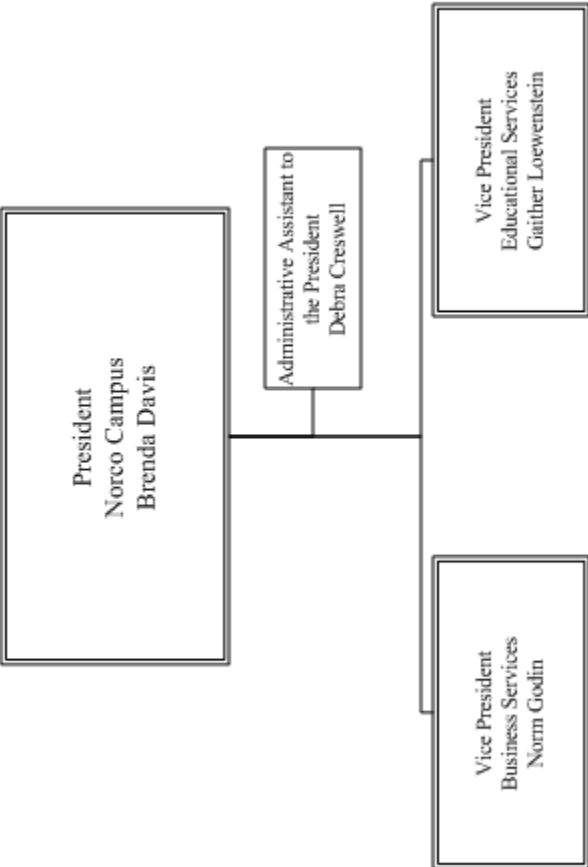 President
Norco Campus
Brenda Davis
Administrative Assistant to
the President
Debra Creswell
Vice President
Business Services
Norm Godin
Vice President
Educational Services
Gaither Loewenstein